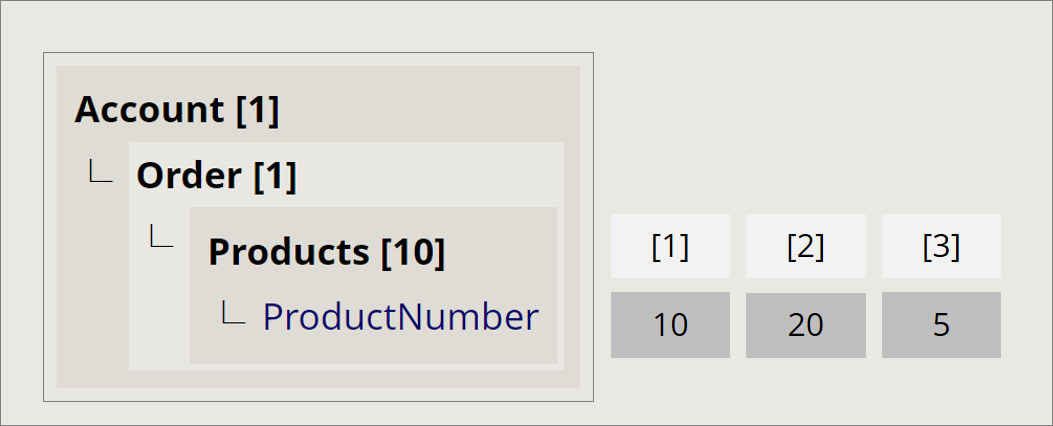 Account [1]
Order [1]
Products [10]
[1] [2] [3]
ProductNumber
10 20 5